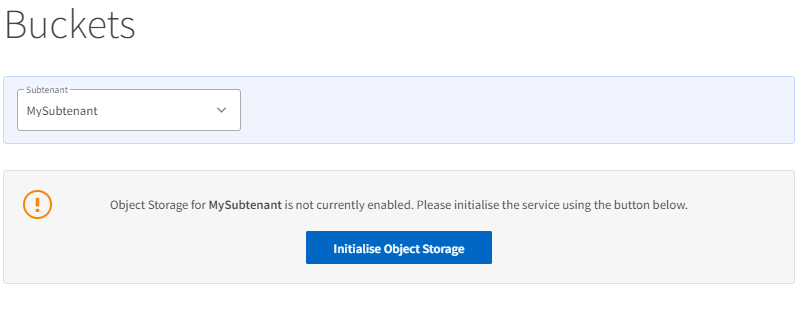 Buckets
Subtenant
MySubtenant
Object Storage for MySubtenant is not currently enabled. Please initialise the service using the button below.
Initialise Object Storage